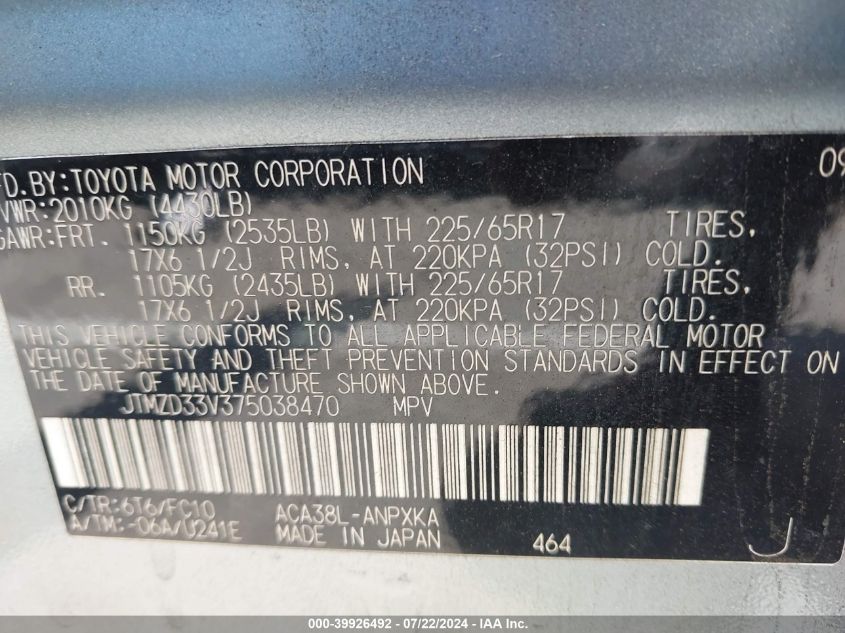 FD. BY: TOYOTA MOTOR CORPORATION 09
VWR: 2010KG (4430LB)
GAWR: FRT. 1150KG (2535LB) WITH 225/65R17 TIRES,
17X6 1/2J RIMS, AT 220KPA (32PSI) COLD.
RR. 1105KG (2435LB) WITH 225/65R17 TIRES,
17X6 1/2J RIMS, AT 220KPA (32PSI) COLD.
THIS VEHICLE CONFORMS TO ALL APPLICABLE FEDERAL MOTOR
VEHICLE SAFETY AND THEFT PREVENTION STANDARDS IN EFFECT ON
THE DATE OF MANUFACTURE SHOWN ABOVE.
JTMZD33V375038470 MPV
C/TR: 6T6/FC10 ACA38L-ANPXKA
A/TM: -06A/U241E MADE IN JAPAN 464 J
000-39926492 - 07/22/2024 - IAA Inc.